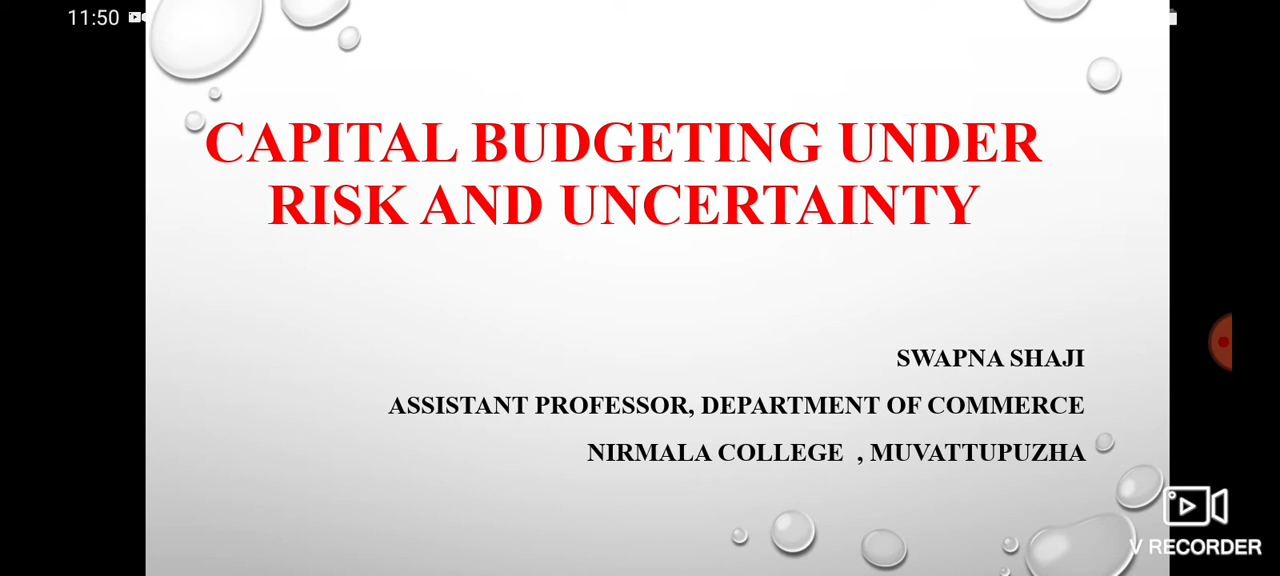 11:50
CAPITAL BUDGETING UNDER
RISK AND UNCERTAINTY
SWAPNA SHAJI
ASSISTANT PROFESSOR, DEPARTMENT OF COMMERCE
NIRMALA COLLEGE , MUVATTUPUZHA
V RECORDER